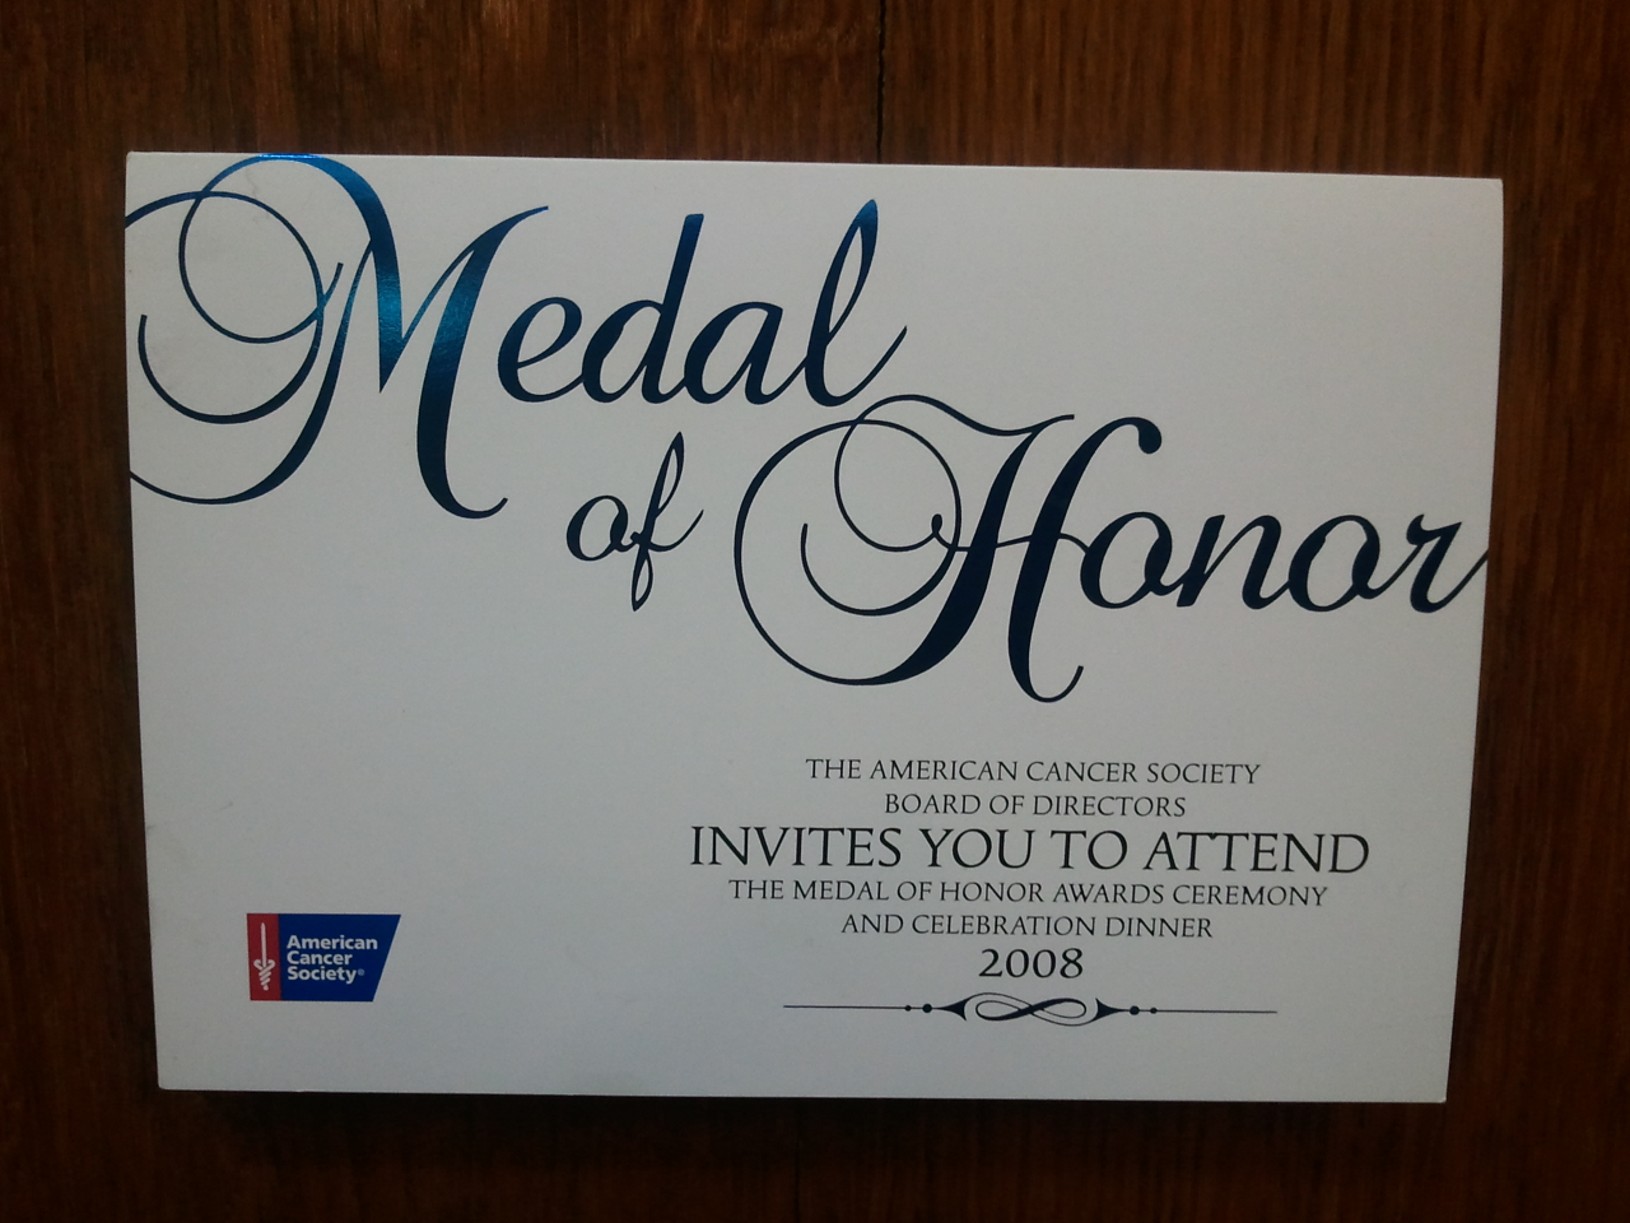 Medal
of Honor
THE AMERICAN CANCER SOCIETY
BOARD OF DIRECTORS
INVITES YOU TO ATTEND
THE MEDAL OF HONOR AWARDS CEREMONY
AND CELEBRATION DINNER
2008
American
Cancer
Society®